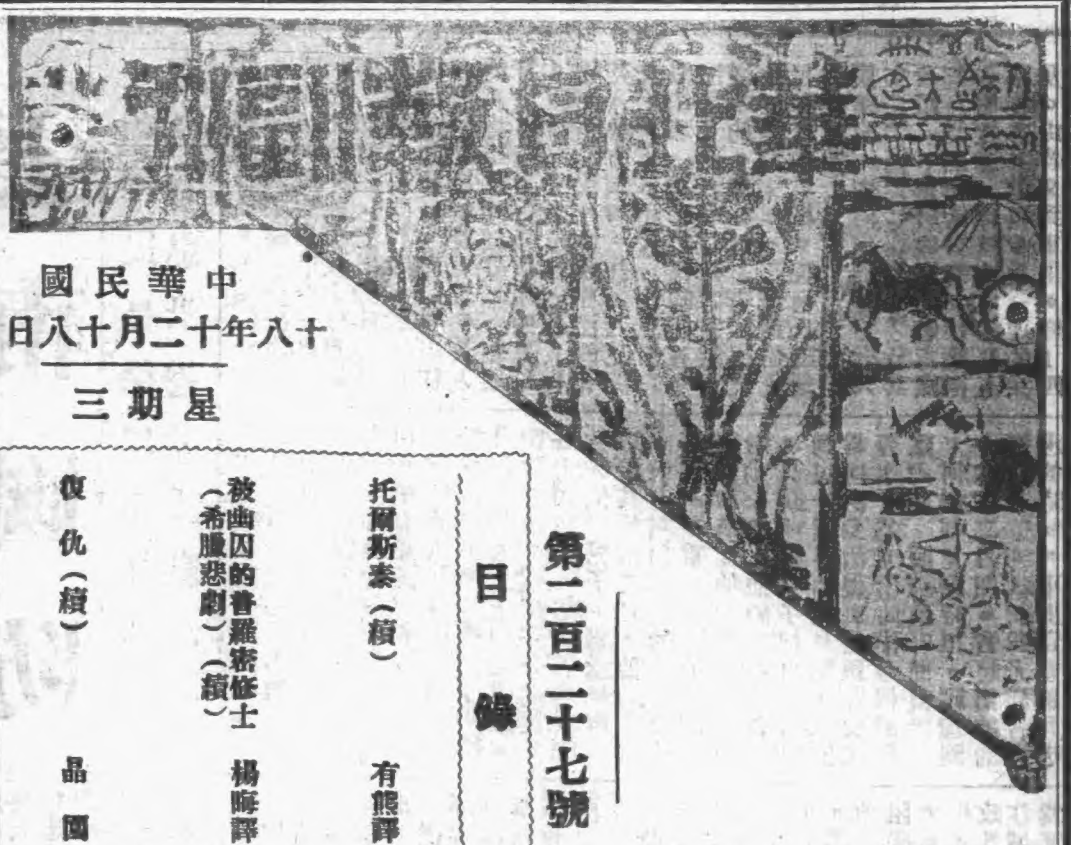 華北日報副刊
中華民國
十八年十二月十八日
星期三
第二百二十七號
目錄
托爾斯泰(續) 有熊譯
被幽囚的普羅密修士
(希臘悲劇)(續) 楊晦譯
復仇(續) 晶園